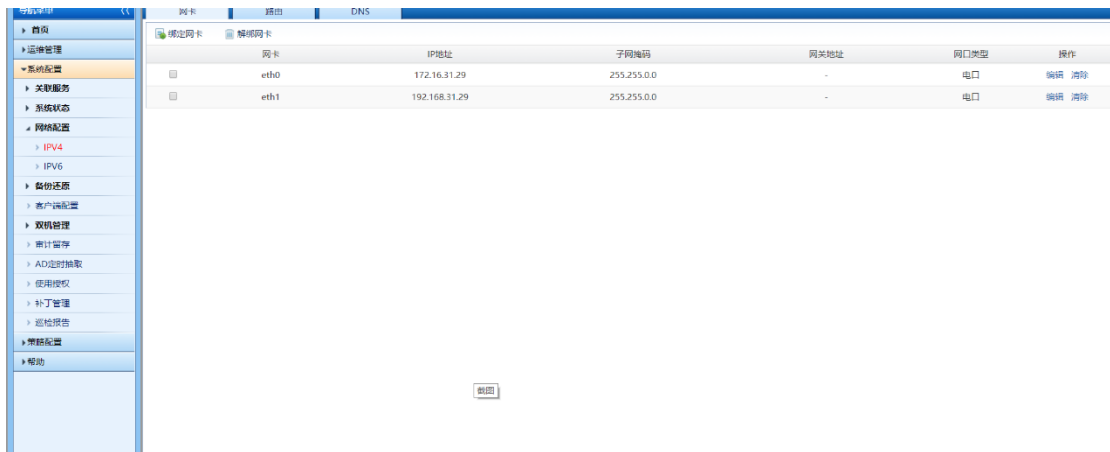 导航菜单 <<
首页
运维管理
系统配置
关联服务
系统状态
网络配置
IPV4
IPV6
备份还原
客户端配置
双机管理
审计留存
AD定时抽取
使用授权
补丁管理
巡检报告
策略配置
帮助
网卡 路由 DNS
绑定网卡 解绑网卡
网卡 IP地址 子网掩码 网关地址 网口类型 操作
eth0 172.16.31.29 255.255.0.0 - 电口 编辑 清除
eth1 192.168.31.29 255.255.0.0 - 电口 编辑 清除
截图